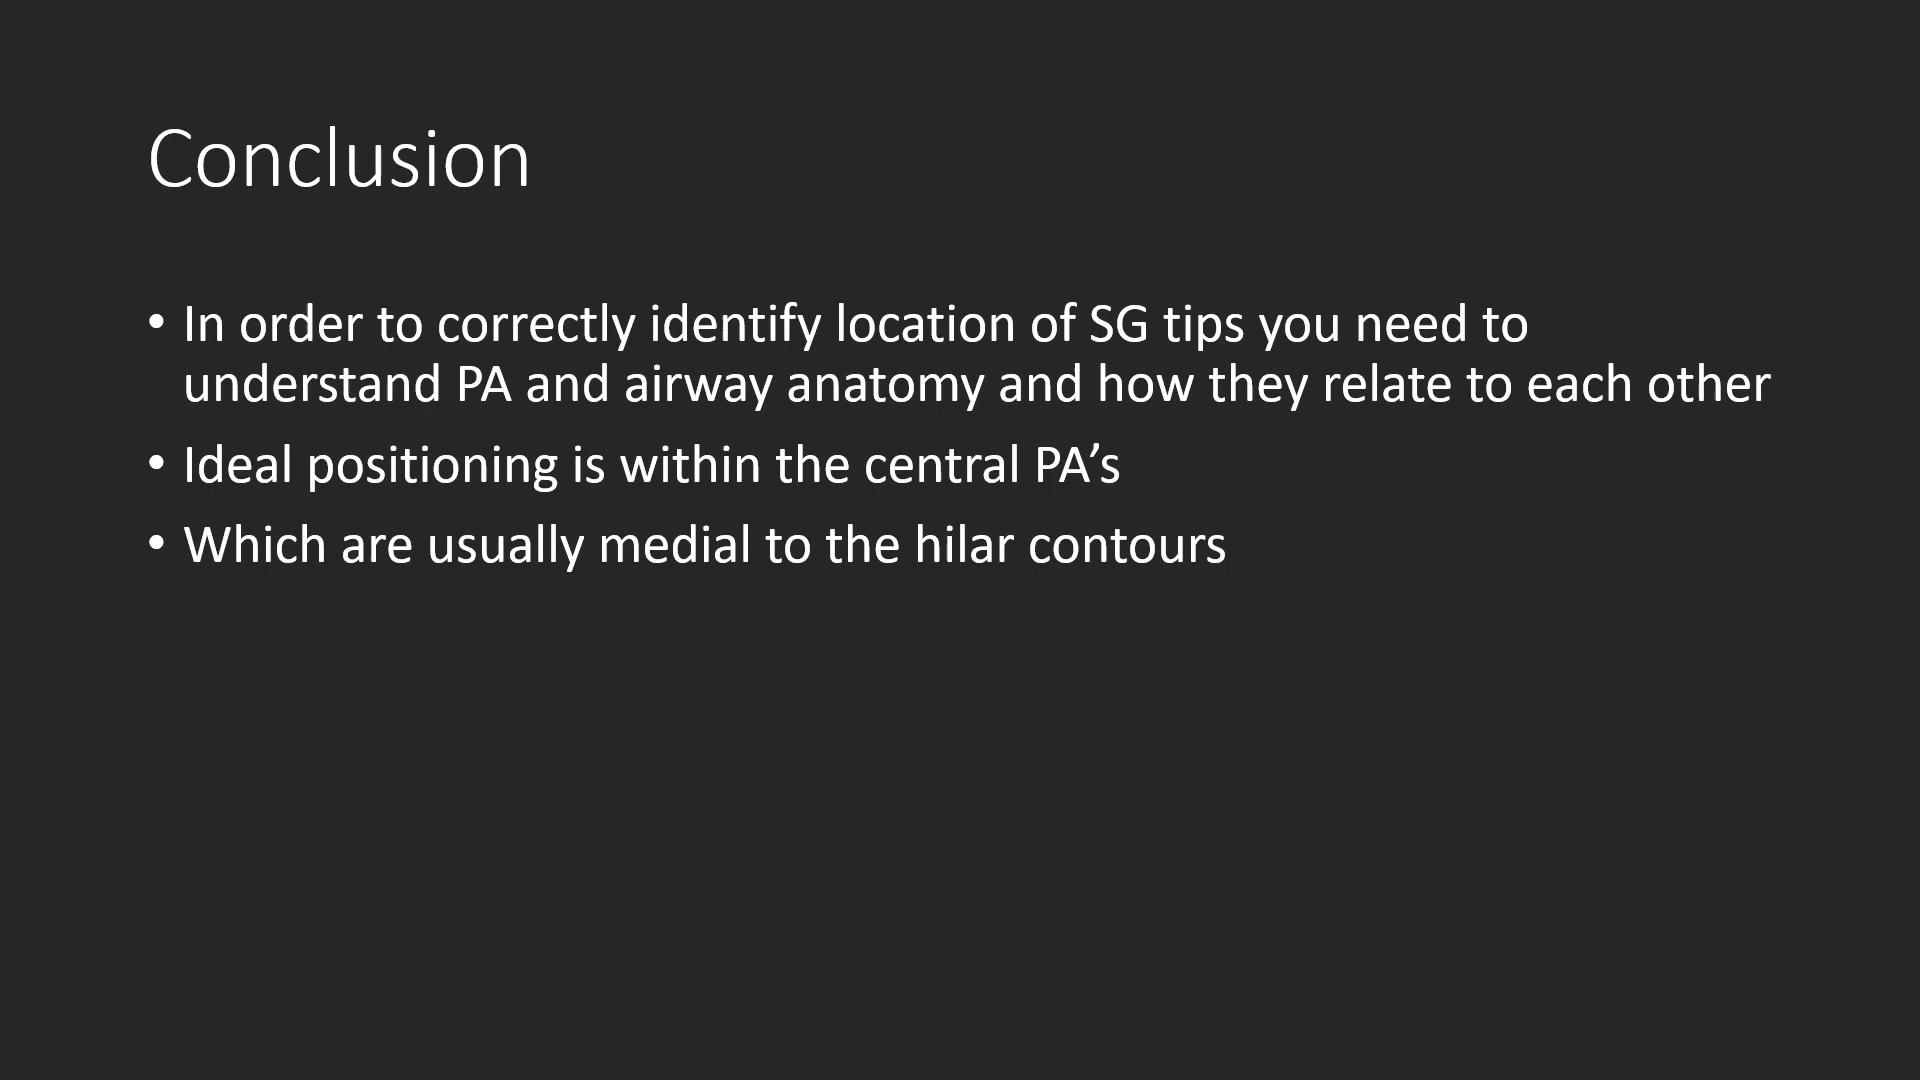 Conclusion
• In order to correctly identify location of SG tips you need to
understand PA and airway anatomy and how they relate to each other
• Ideal positioning is within the central PA’s
• Which are usually medial to the hilar contours